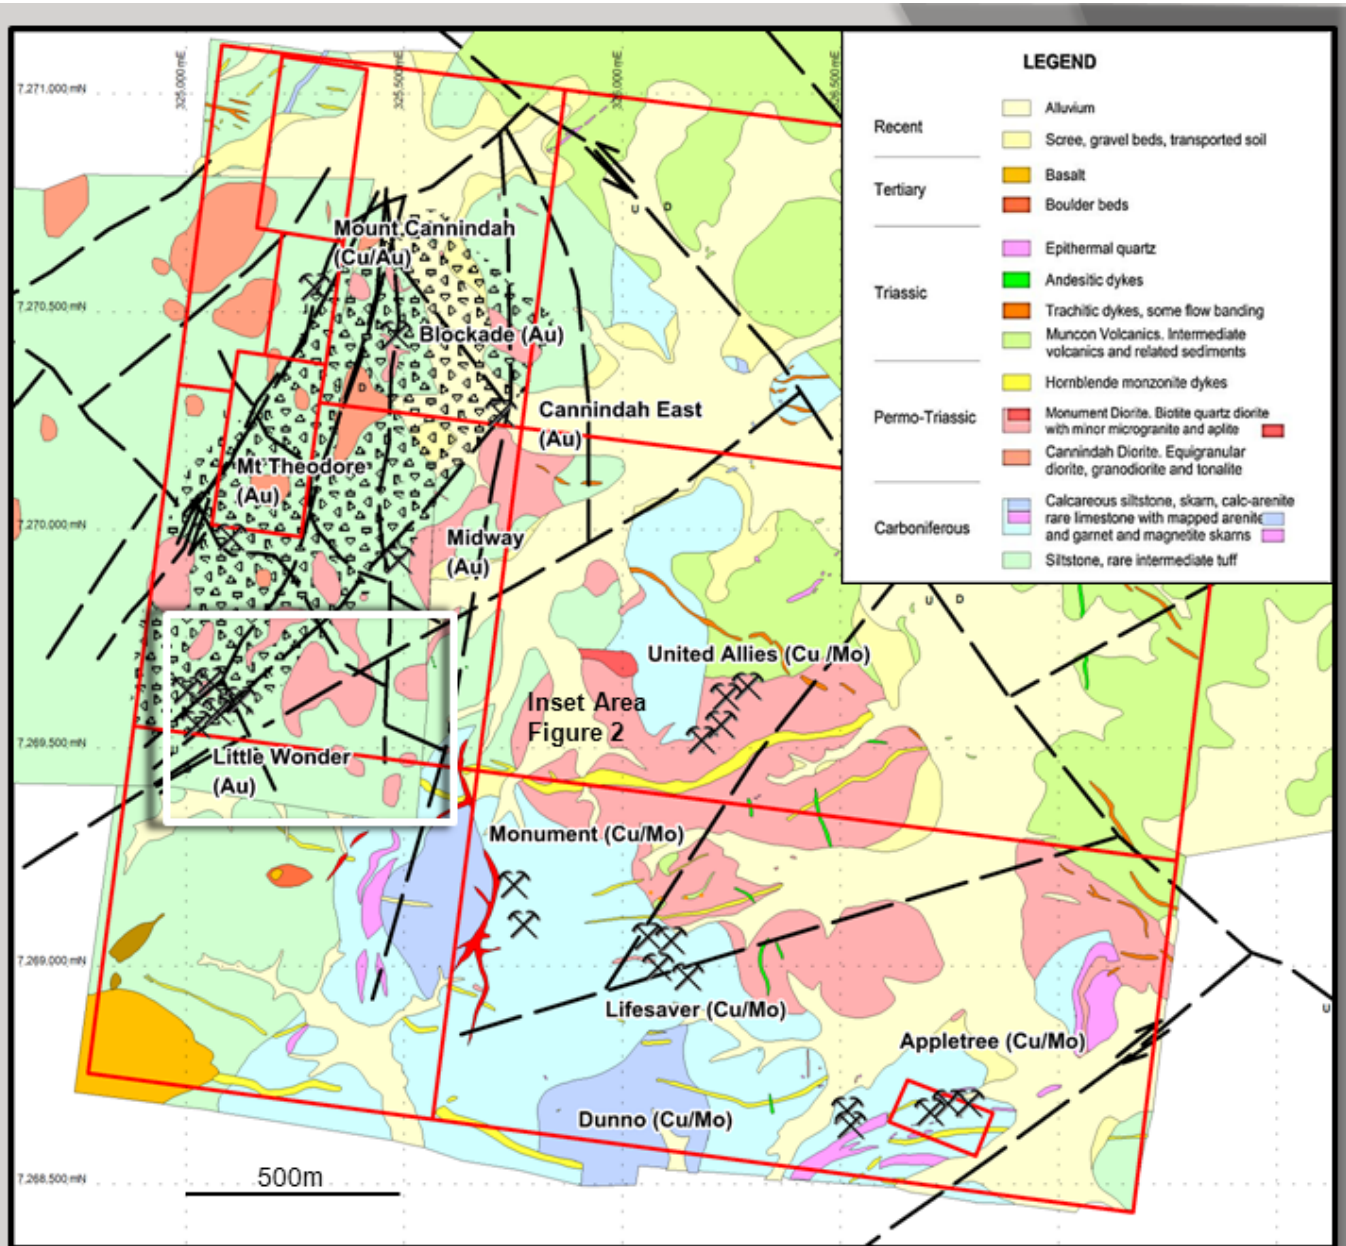 7,271,000 mN
325,000 mE
325,500 mE
326,000 mE
7,270,500 mN
7,270,000 mN
7,269,500 mN
7,269,000 mN
7,268,500 mN
Mount Cannindah
(Cu/Au)
Blockade (Au)
Cannindah East
(Au)
Mt Theodore
(Au)
Midway
(Au)
United Allies (Cu /Mo)
Inset Area
Figure 2
Little Wonder
(Au)
Monument (Cu/Mo)
Lifesaver (Cu/Mo)
Appletree (Cu/Mo)
Dunno (Cu/Mo)
500m
U D
U D
U
D
LEGEND
Recent
Alluvium
Scree, gravel beds, transported soil
Tertiary
Basalt
Boulder beds
Triassic
Epithermal quartz
Andesitic dykes
Trachitic dykes, some flow banding
Muncon Volcanics. Intermediate
volcanics and related sediments
Permo-Triassic
Hornblende monzonite dykes
Monument Diorite. Biotite quartz diorite
with minor microgranite and aplite
Cannindah Diorite. Equigranular
diorite, granodiorite and tonalite
Carboniferous
Calcareous siltstone, skarn, calc-arenite
rare limestone with mapped arenite
and garnet and magnetite skarns
Siltstone, rare intermediate tuff